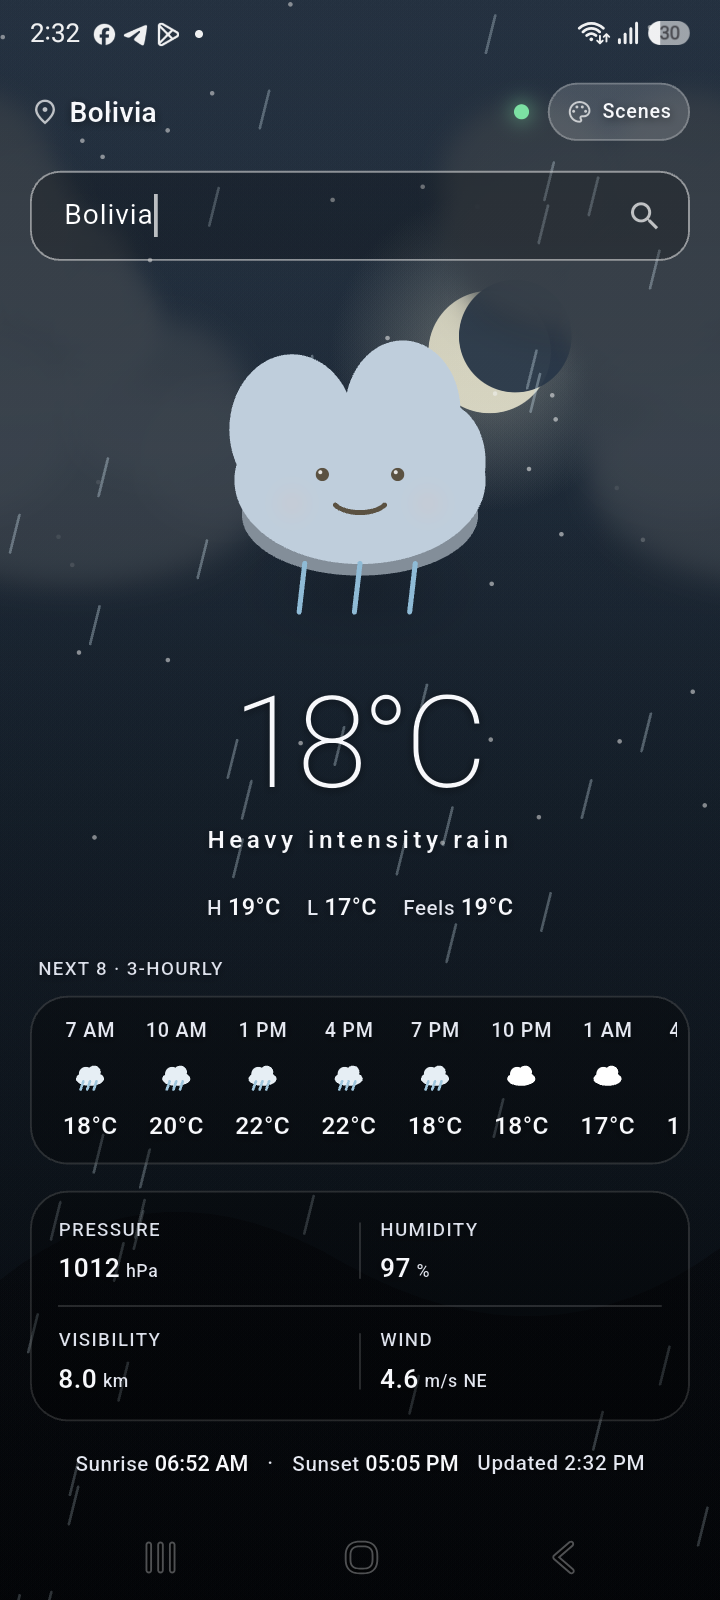 2:32
30
Bolivia
Scenes
Bolivia
18°C
Heavy intensity rain
H 19°C L 17°C Feels 19°C
NEXT 8 · 3-HOURLY
7 AM 10 AM 1 PM 4 PM 7 PM 10 PM 1 AM 4
18°C 20°C 22°C 22°C 18°C 18°C 17°C 1
PRESSURE HUMIDITY
1012 hPa 97 %
VISIBILITY WIND
8.0 km 4.6 m/s NE
Sunrise 06:52 AM · Sunset 05:05 PM Updated 2:32 PM